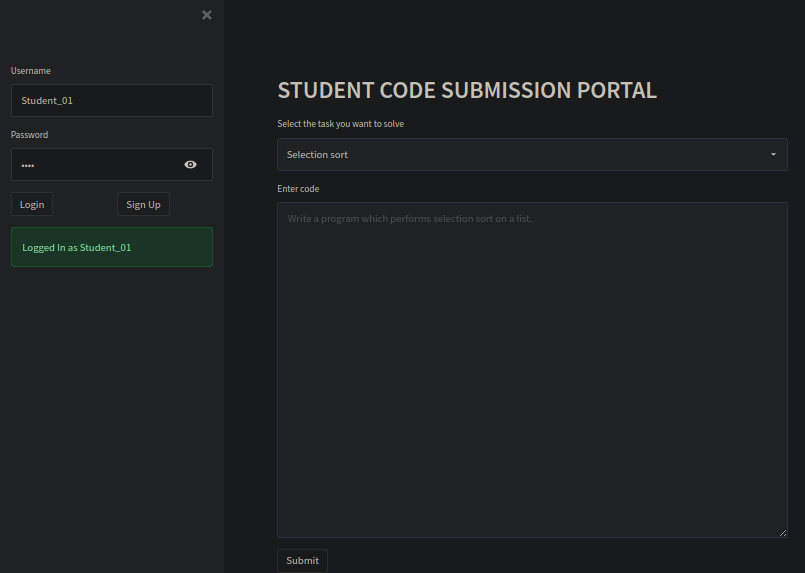 Username
Student_01
Password
••••
Login
Sign Up
Logged In as Student_01
STUDENT CODE SUBMISSION PORTAL
Select the task you want to solve
Selection sort
Enter code
Write a program which performs selection sort on a list.
Submit